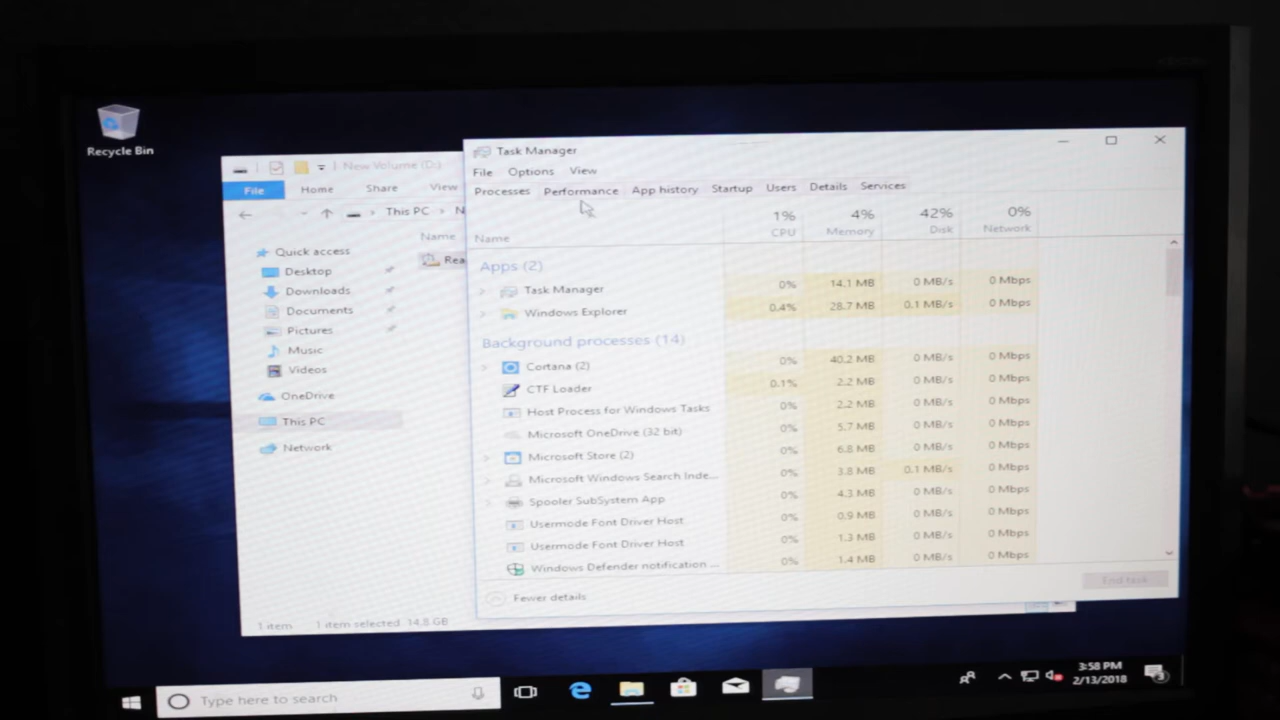 Recycle Bin
New Volume (D:)
File Home Share View
This PC
Name
Rea
Quick access
Desktop
Downloads
Documents
Pictures
Music
Videos
OneDrive
This PC
Network
1 item 1 item selected 14.8 GB
Task Manager
File Options View
Processes Performance App history Startup Users Details Services
1% 4% 42% 0%
Name CPU Memory Disk Network
Apps (2)
Task Manager 0% 14.1 MB 0 MB/s 0 Mbps
Windows Explorer 0.4% 28.7 MB 0.1 MB/s 0 Mbps
Background processes (14)
Cortana (2) 0% 40.2 MB 0 MB/s 0 Mbps
CTF Loader 0.1% 2.2 MB 0 MB/s 0 Mbps
Host Process for Windows Tasks 0% 2.2 MB 0 MB/s 0 Mbps
Microsoft OneDrive (32 bit) 0% 5.7 MB 0 MB/s 0 Mbps
Microsoft Store (2) 0% 6.8 MB 0 MB/s 0 Mbps
Microsoft Windows Search Inde... 0% 3.8 MB 0.1 MB/s 0 Mbps
Spooler SubSystem App 0% 4.3 MB 0 MB/s 0 Mbps
Usermode Font Driver Host 0% 0.9 MB 0 MB/s 0 Mbps
Usermode Font Driver Host 0% 1.3 MB 0 MB/s 0 Mbps
Windows Defender notification ... 0% 1.4 MB 0 MB/s 0 Mbps
Fewer details
End task
Type here to search
3:58 PM
2/13/2018
3